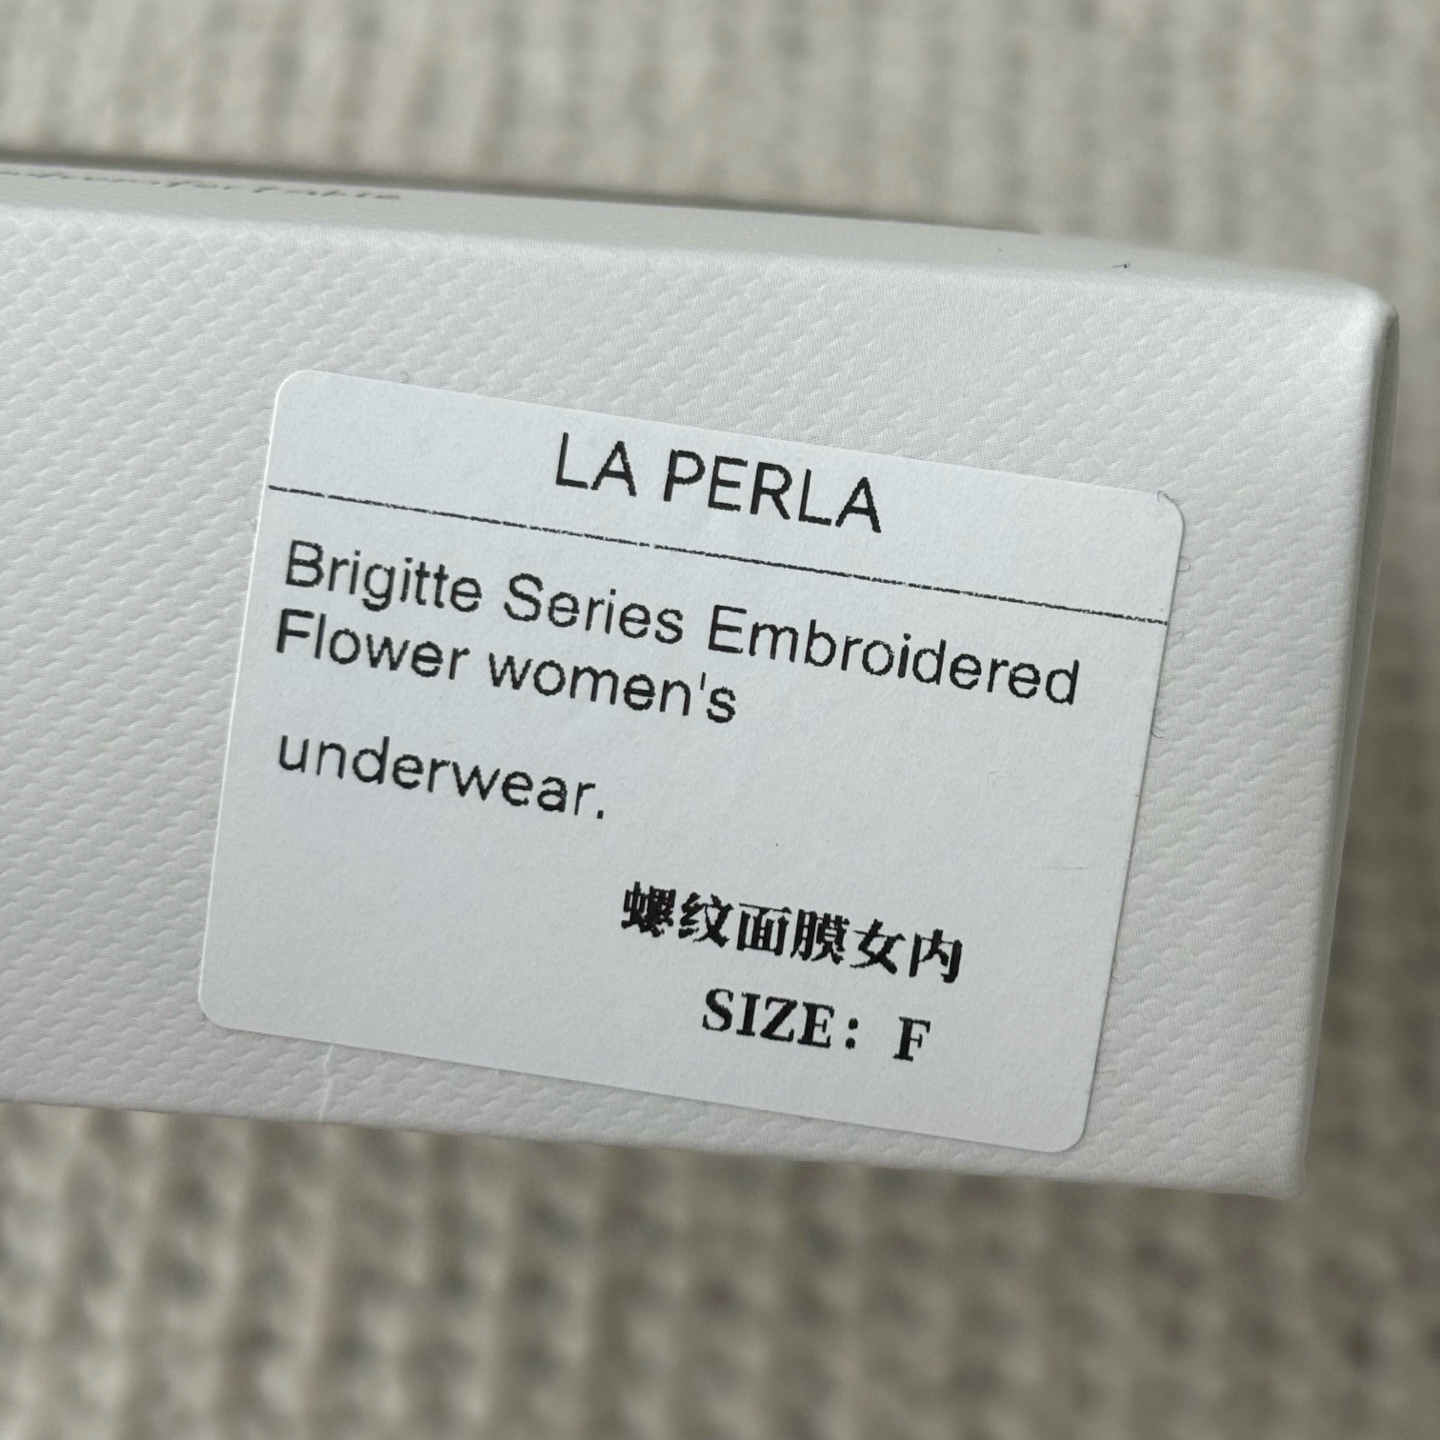 LA PERLA
Brigitte Series Embroidered
Flower women's
underwear.
螺纹面膜女内
SIZE: F